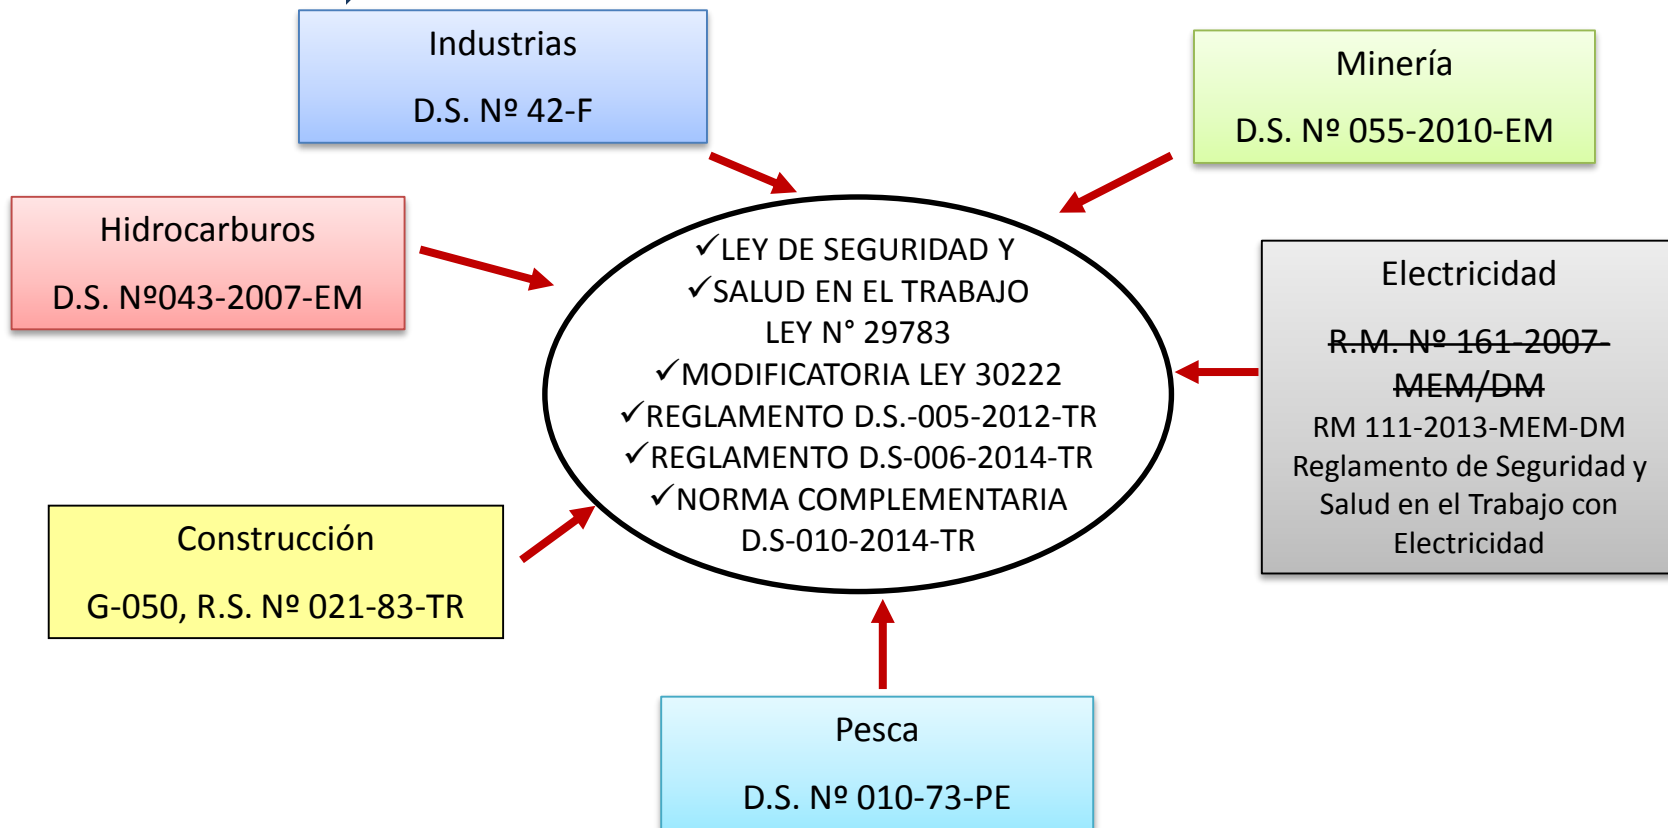 Industrias
D.S. Nº 42-F
Minería
D.S. Nº 055-2010-EM
Hidrocarburos
D.S. Nº043-2007-EM
✓LEY DE SEGURIDAD Y
✓SALUD EN EL TRABAJO
LEY N° 29783
✓MODIFICATORIA LEY 30222
✓REGLAMENTO D.S.-005-2012-TR
✓REGLAMENTO D.S-006-2014-TR
✓NORMA COMPLEMENTARIA
D.S-010-2014-TR
Electricidad
R.M. Nº 161-2007-
MEM/DM
RM 111-2013-MEM-DM
Reglamento de Seguridad y
Salud en el Trabajo con
Electricidad
Construcción
G-050, R.S. Nº 021-83-TR
Pesca
D.S. Nº 010-73-PE